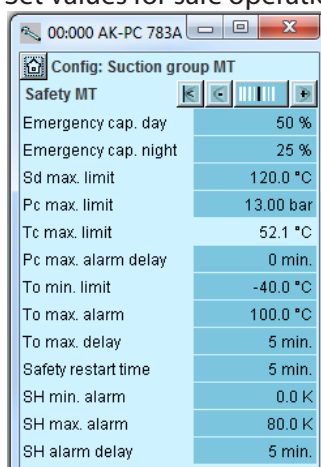 Set values for safe operatio
00:000 AK-PC 783A
Config: Suction group MT
Safety MT
Emergency cap. day 50 %
Emergency cap. night 25 %
Sd max. limit 120.0 °C
Pc max. limit 13.00 bar
Tc max. limit 52.1 °C
Pc max. alarm delay 0 min.
To min. limit -40.0 °C
To max. alarm 100.0 °C
To max. delay 5 min.
Safety restart time 5 min.
SH min. alarm 0.0 K
SH max. alarm 80.0 K
SH alarm delay 5 min.